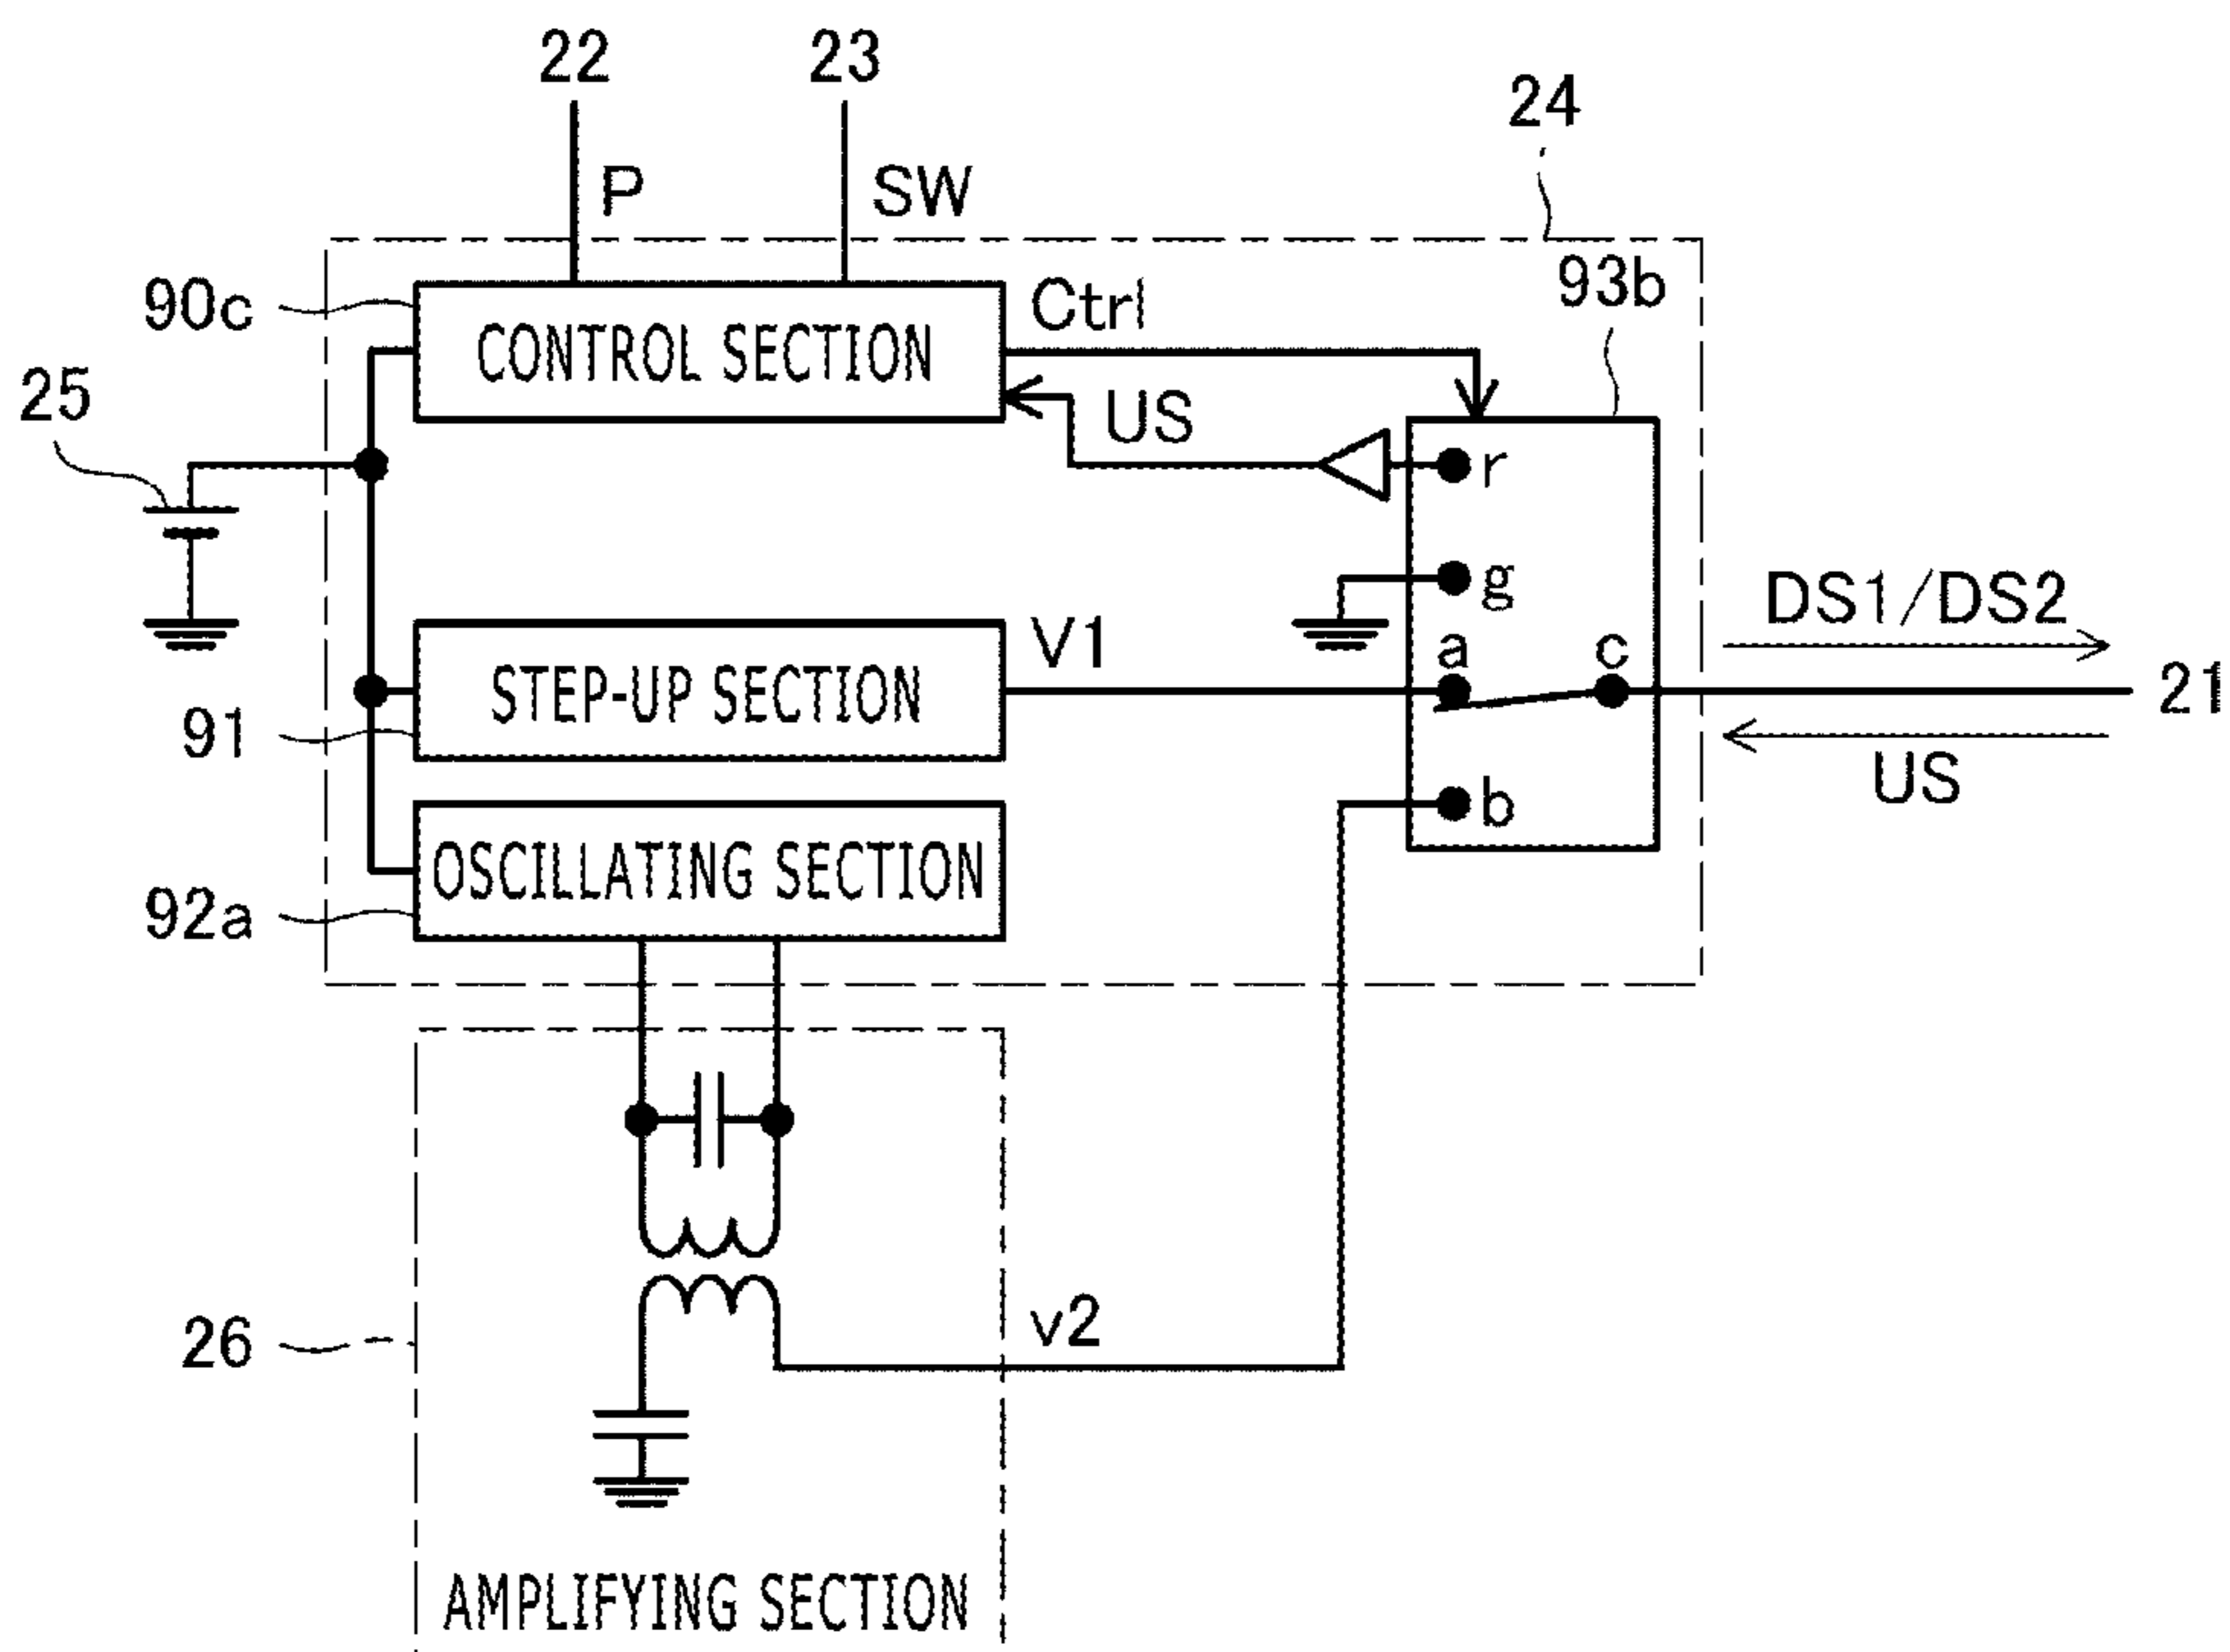 22
23
24
P
SW
90c
CONTROL SECTION
Ctrl
93b
25
US
r
g
DS1/DS2
V1
a
c
STEP-UP SECTION
21
91
US
b
OSCILLATING SECTION
92a
26
v2
AMPLIFYING SECTION